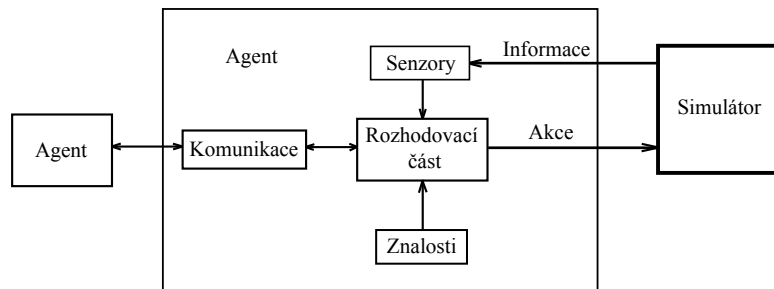 Agent
Senzory
Informace
Simulátor
Agent
Komunikace
Rozhodovací
část
Akce
Znalosti